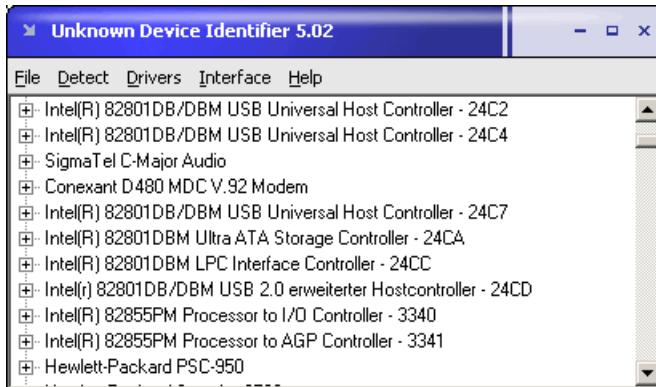 Unknown Device Identifier 5.02
File Detect Drivers Interface Help
Intel(R) 82801DB/DBM USB Universal Host Controller - 24C2
Intel(R) 82801DB/DBM USB Universal Host Controller - 24C4
SigmaTel C-Major Audio
Conexant D480 MDC V.92 Modem
Intel(R) 82801DB/DBM USB Universal Host Controller - 24C7
Intel(R) 82801DBM Ultra ATA Storage Controller - 24CA
Intel(R) 82801DBM LPC Interface Controller - 24CC
Intel(r) 82801DB/DBM USB 2.0 erweiterter Hostcontroller - 24CD
Intel(R) 82855PM Processor to I/O Controller - 3340
Intel(R) 82855PM Processor to AGP Controller - 3341
Hewlett-Packard PSC-950